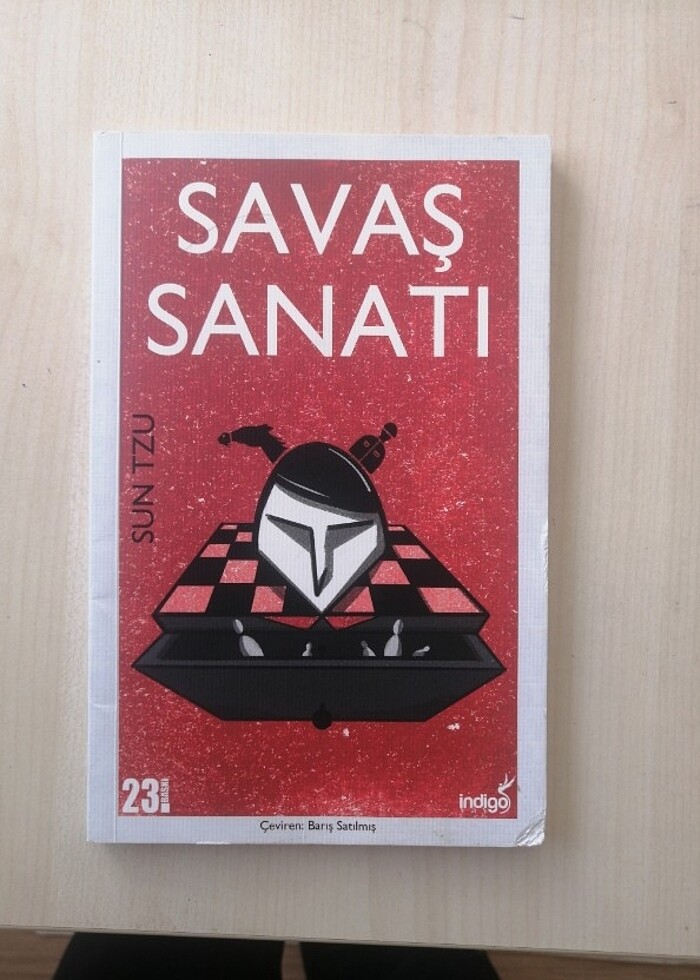 SAVAŞ
SANATI
SUN TZU
23. BASKI
indigo
Çeviren: Barış Satılmış